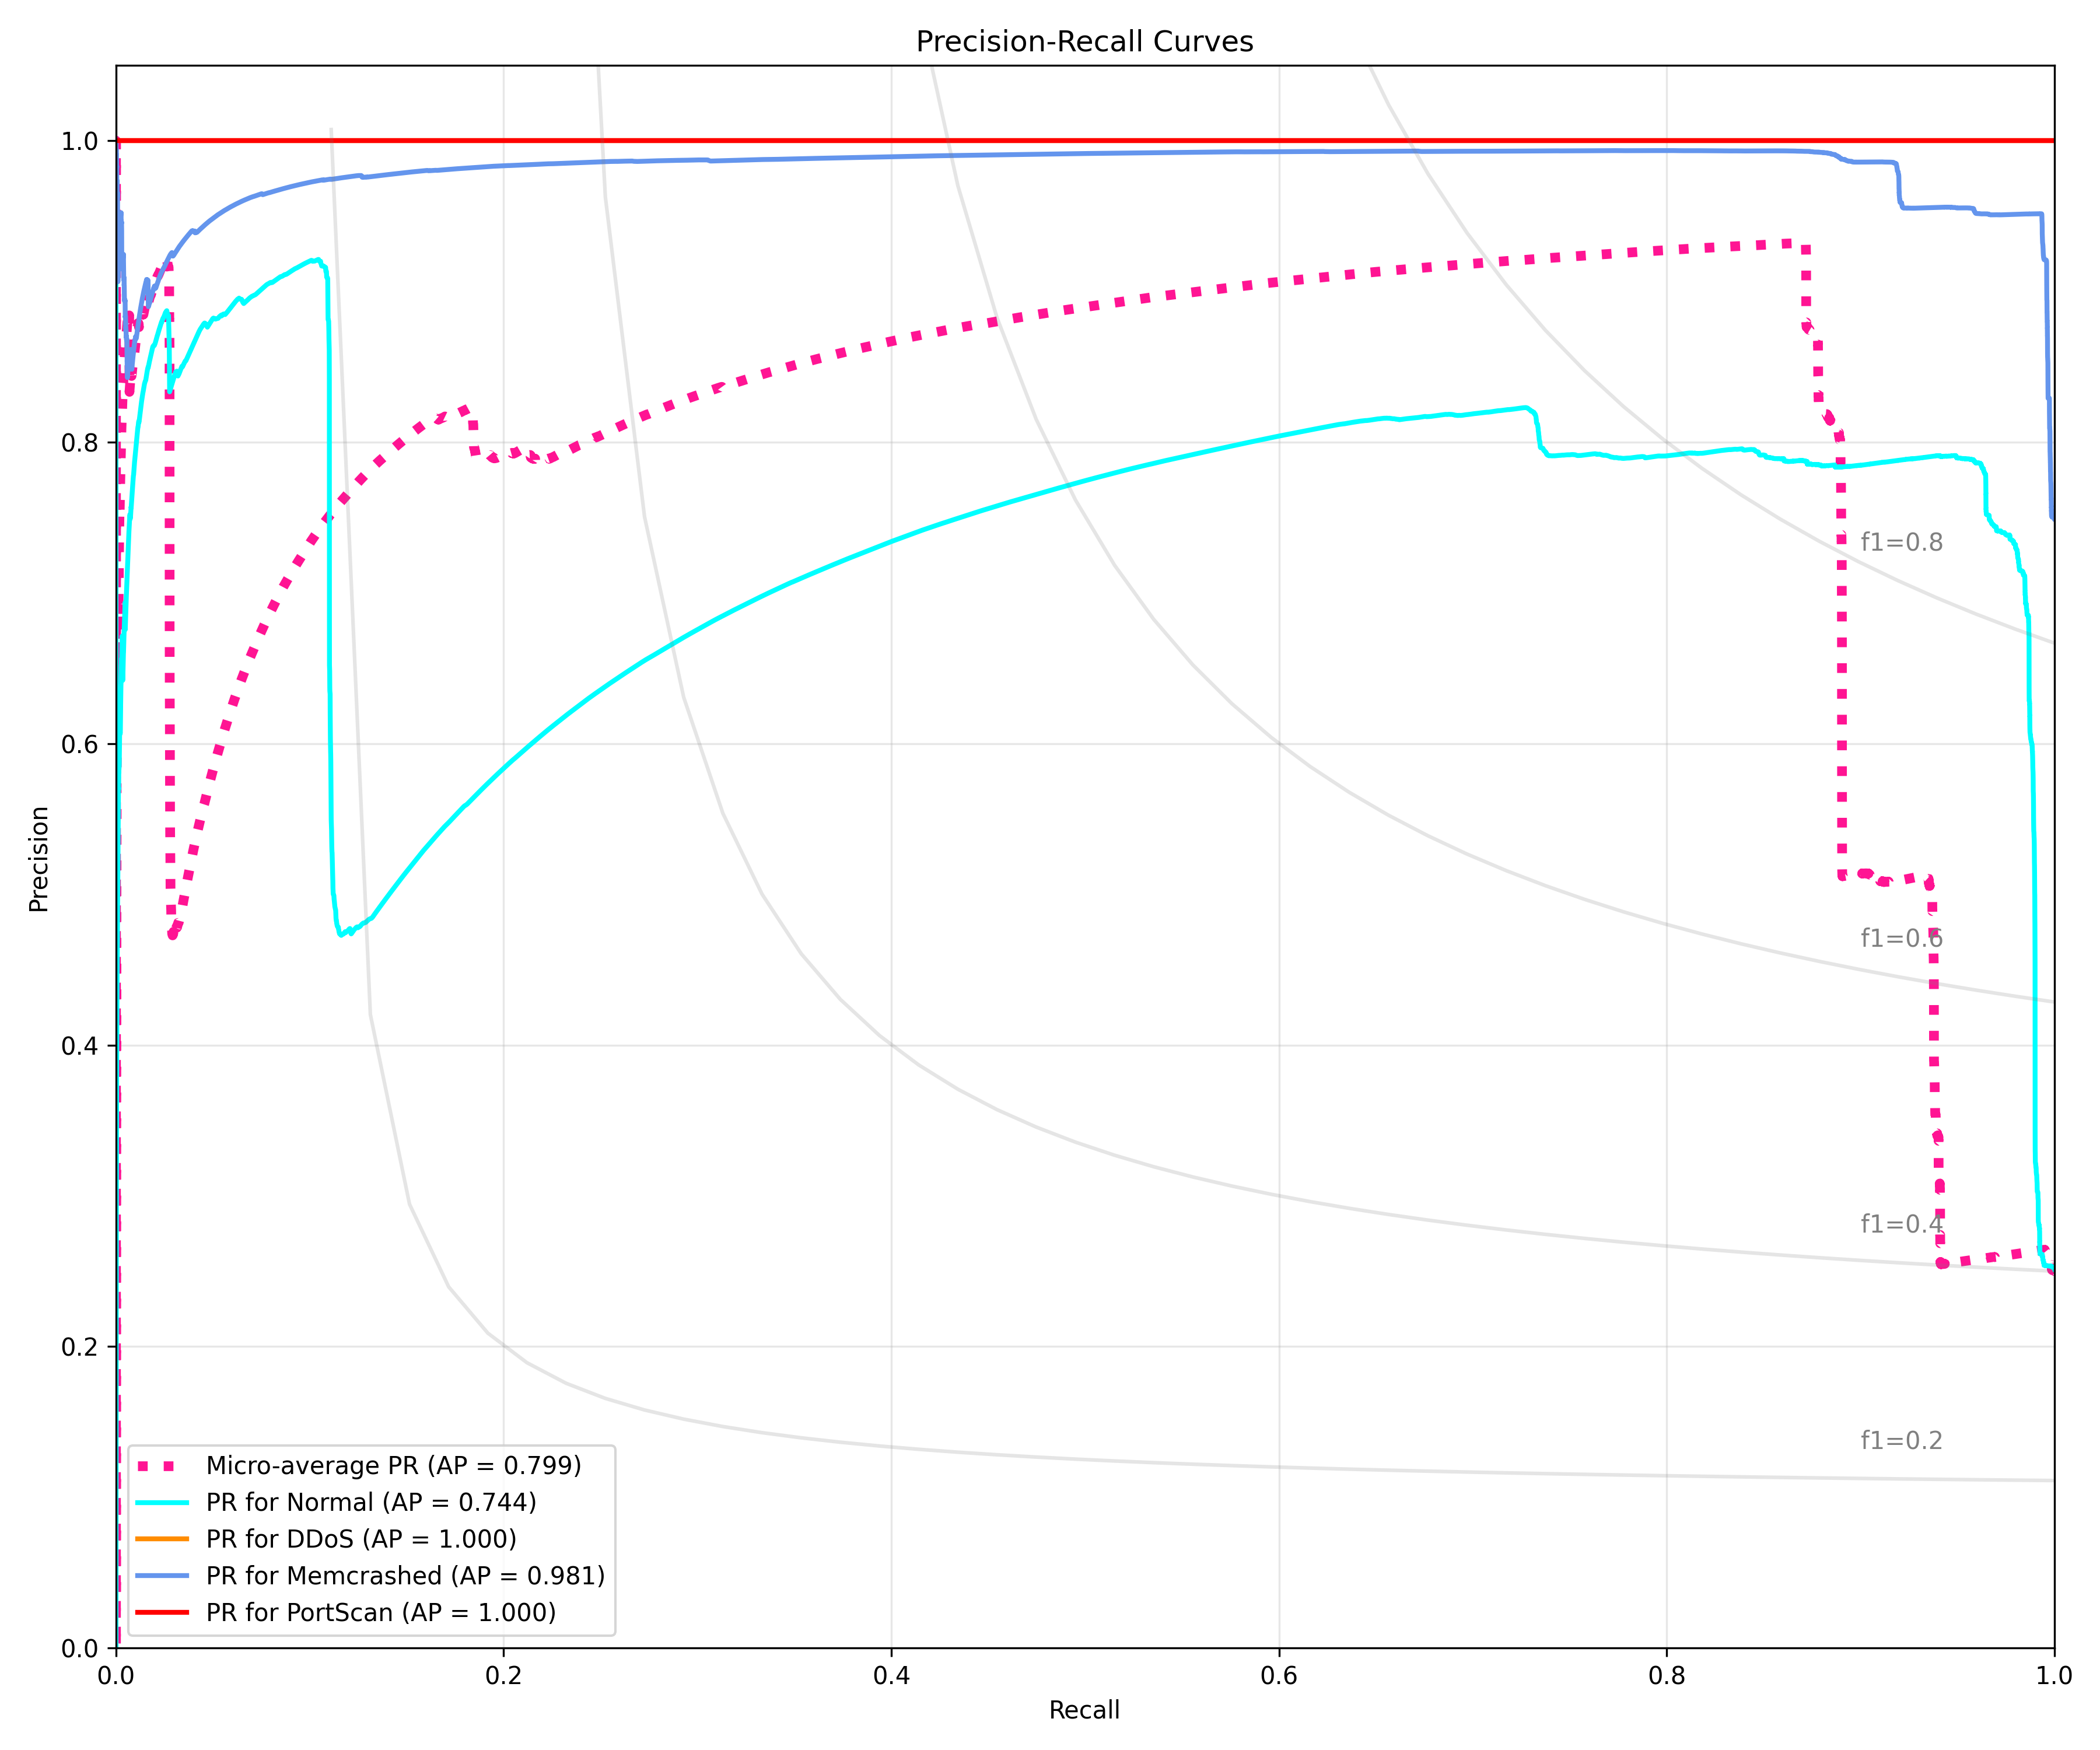 Precision-Recall Curves
1.0
0.8
0.6
0.4
0.2
0.0
Precision
f1=0.8
f1=0.6
f1=0.4
f1=0.2
Micro-average PR (AP = 0.799)
PR for Normal (AP = 0.744)
PR for DDoS (AP = 1.000)
PR for Memcrashed (AP = 0.981)
PR for PortScan (AP = 1.000)
0.0 0.2 0.4 0.6 0.8 1.0
Recall